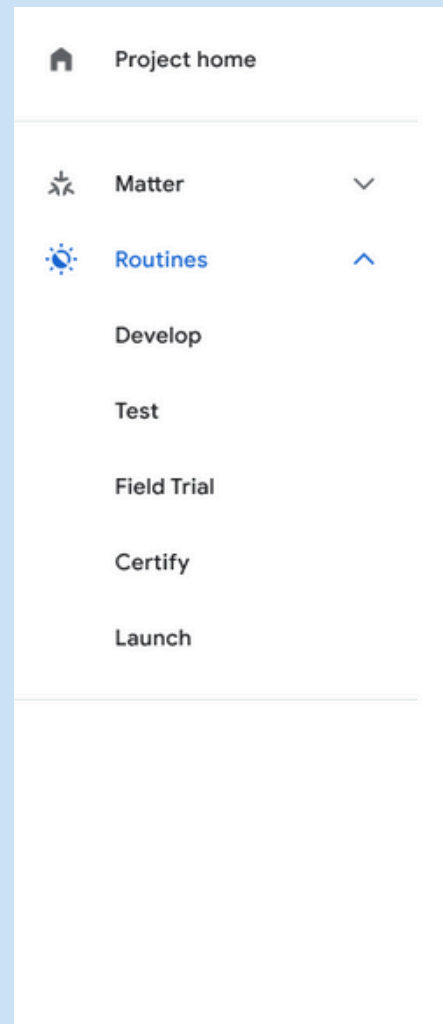 Project home
Matter
Routines
Develop
Test
Field Trial
Certify
Launch